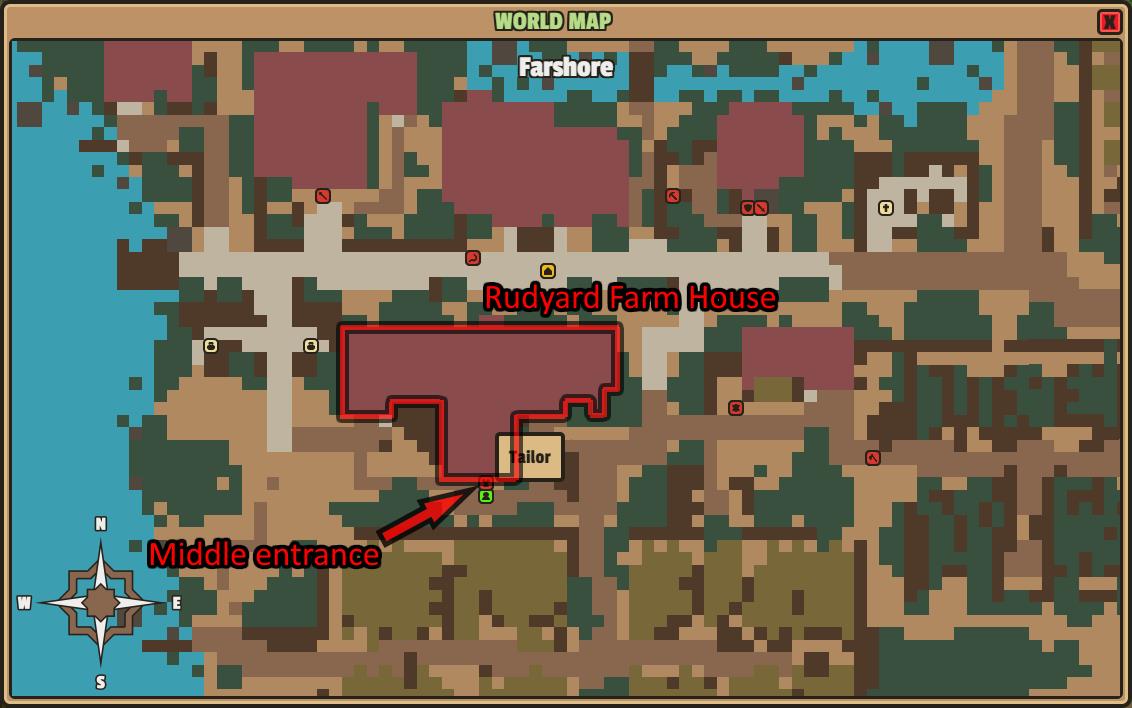 WORLD MAP
X
Farshore
Rudyard Farm House
Tailor
Middle entrance
N
W E
S